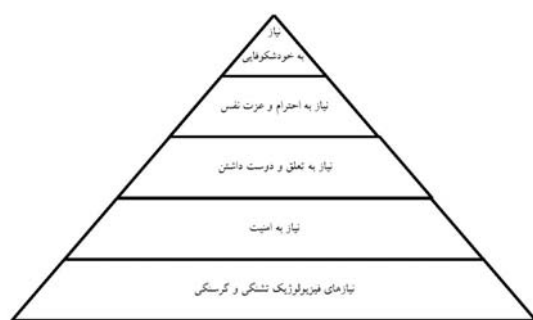 نیاز
به خودشکوفایی
نیاز به احترام و عزت نفس
نیاز به تعلق و دوست داشتن
نیاز به امنیت
نیازهای فیزیولوژیک تشنگی و گرسنگی